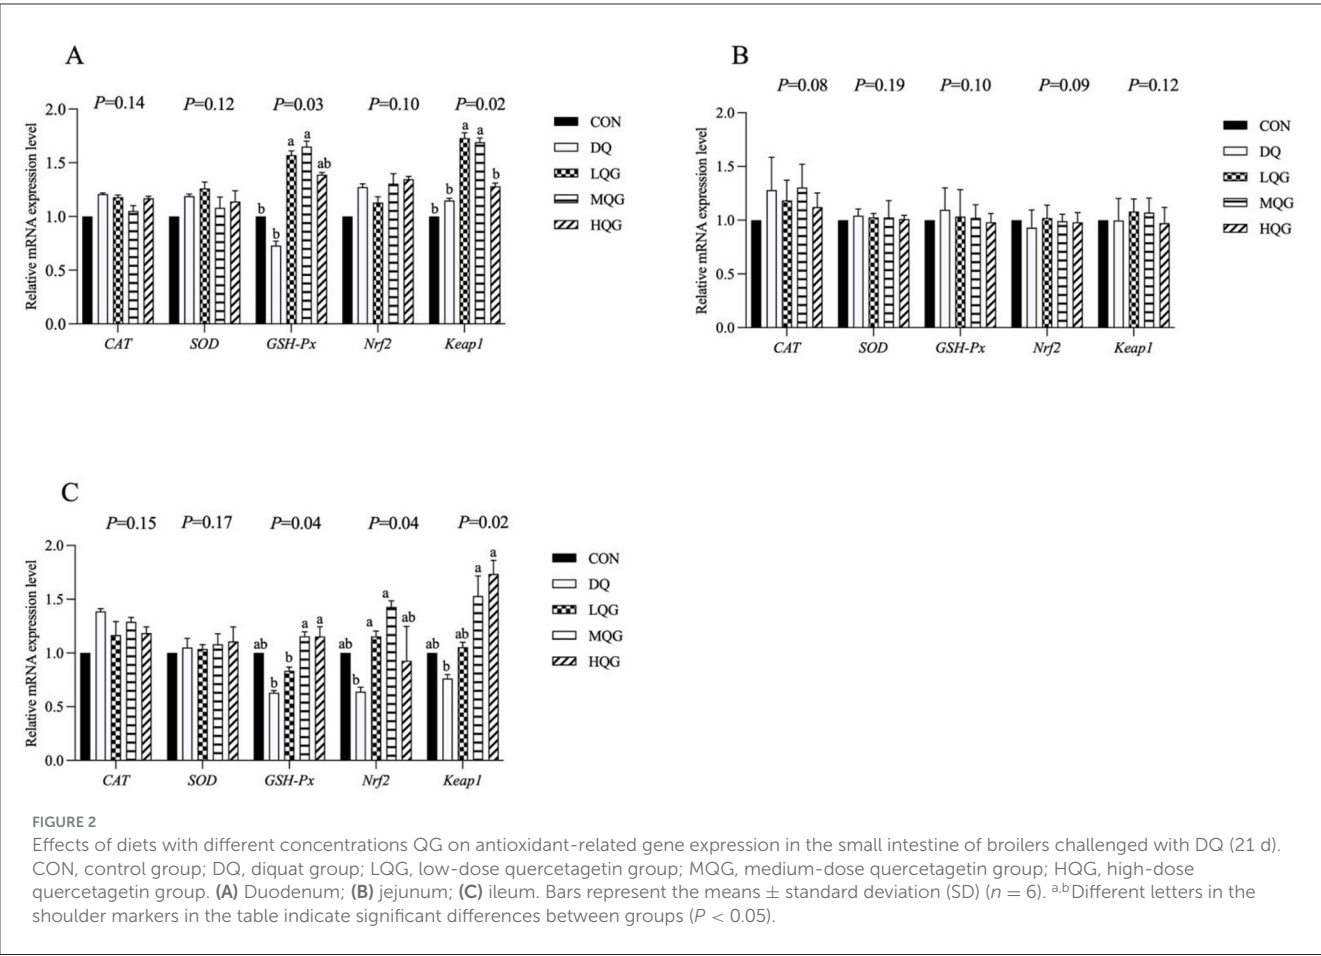 A
P=0.14 P=0.12 P=0.03 P=0.10 P=0.02
Relative mRNA expression level
2.0
1.5
1.0
0.5
0.0
b b a a ab
b b a a b
CAT SOD GSH-Px Nrf2 Keap1
CON
DQ
LQG
MQG
HQG
B
P=0.08 P=0.19 P=0.10 P=0.09 P=0.12
Relative mRNA expression level
2.0
1.5
1.0
0.5
0.0
CAT SOD GSH-Px Nrf2 Keap1
CON
DQ
LQG
MQG
HQG
C
P=0.15 P=0.17 P=0.04 P=0.04 P=0.02
Relative mRNA expression level
2.0
1.5
1.0
0.5
0.0
ab b b a a
ab b a a ab
ab b ab a a
CAT SOD GSH-Px Nrf2 Keap1
CON
DQ
LQG
MQG
HQG
FIGURE 2
Effects of diets with different concentrations QG on antioxidant-related gene expression in the small intestine of broilers challenged with DQ (21 d).
CON, control group; DQ, diquat group; LQG, low-dose quercetagetin group; MQG, medium-dose quercetagetin group; HQG, high-dose
quercetagetin group. (A) Duodenum; (B) jejunum; (C) ileum. Bars represent the means ± standard deviation (SD) (n = 6). a,bDifferent letters in the
shoulder markers in the table indicate significant differences between groups (P < 0.05).